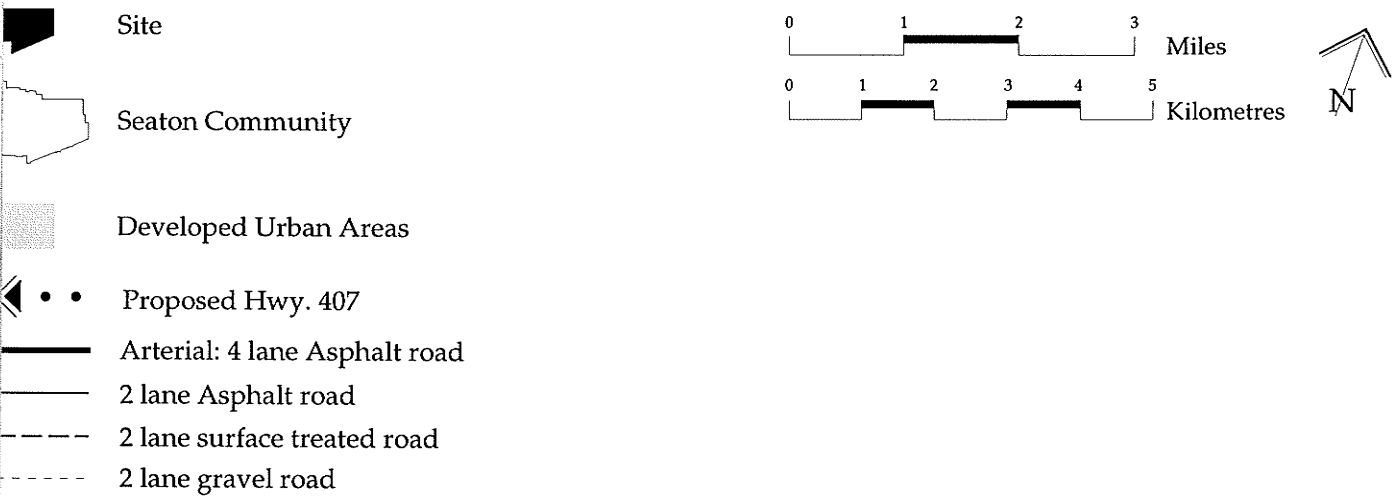 Site
Seaton Community
Developed Urban Areas
Proposed Hwy. 407
Arterial: 4 lane Asphalt road
2 lane Asphalt road
2 lane surface treated road
2 lane gravel road
0 1 2 3
Miles
0 1 2 3 4 5
Kilometres
N